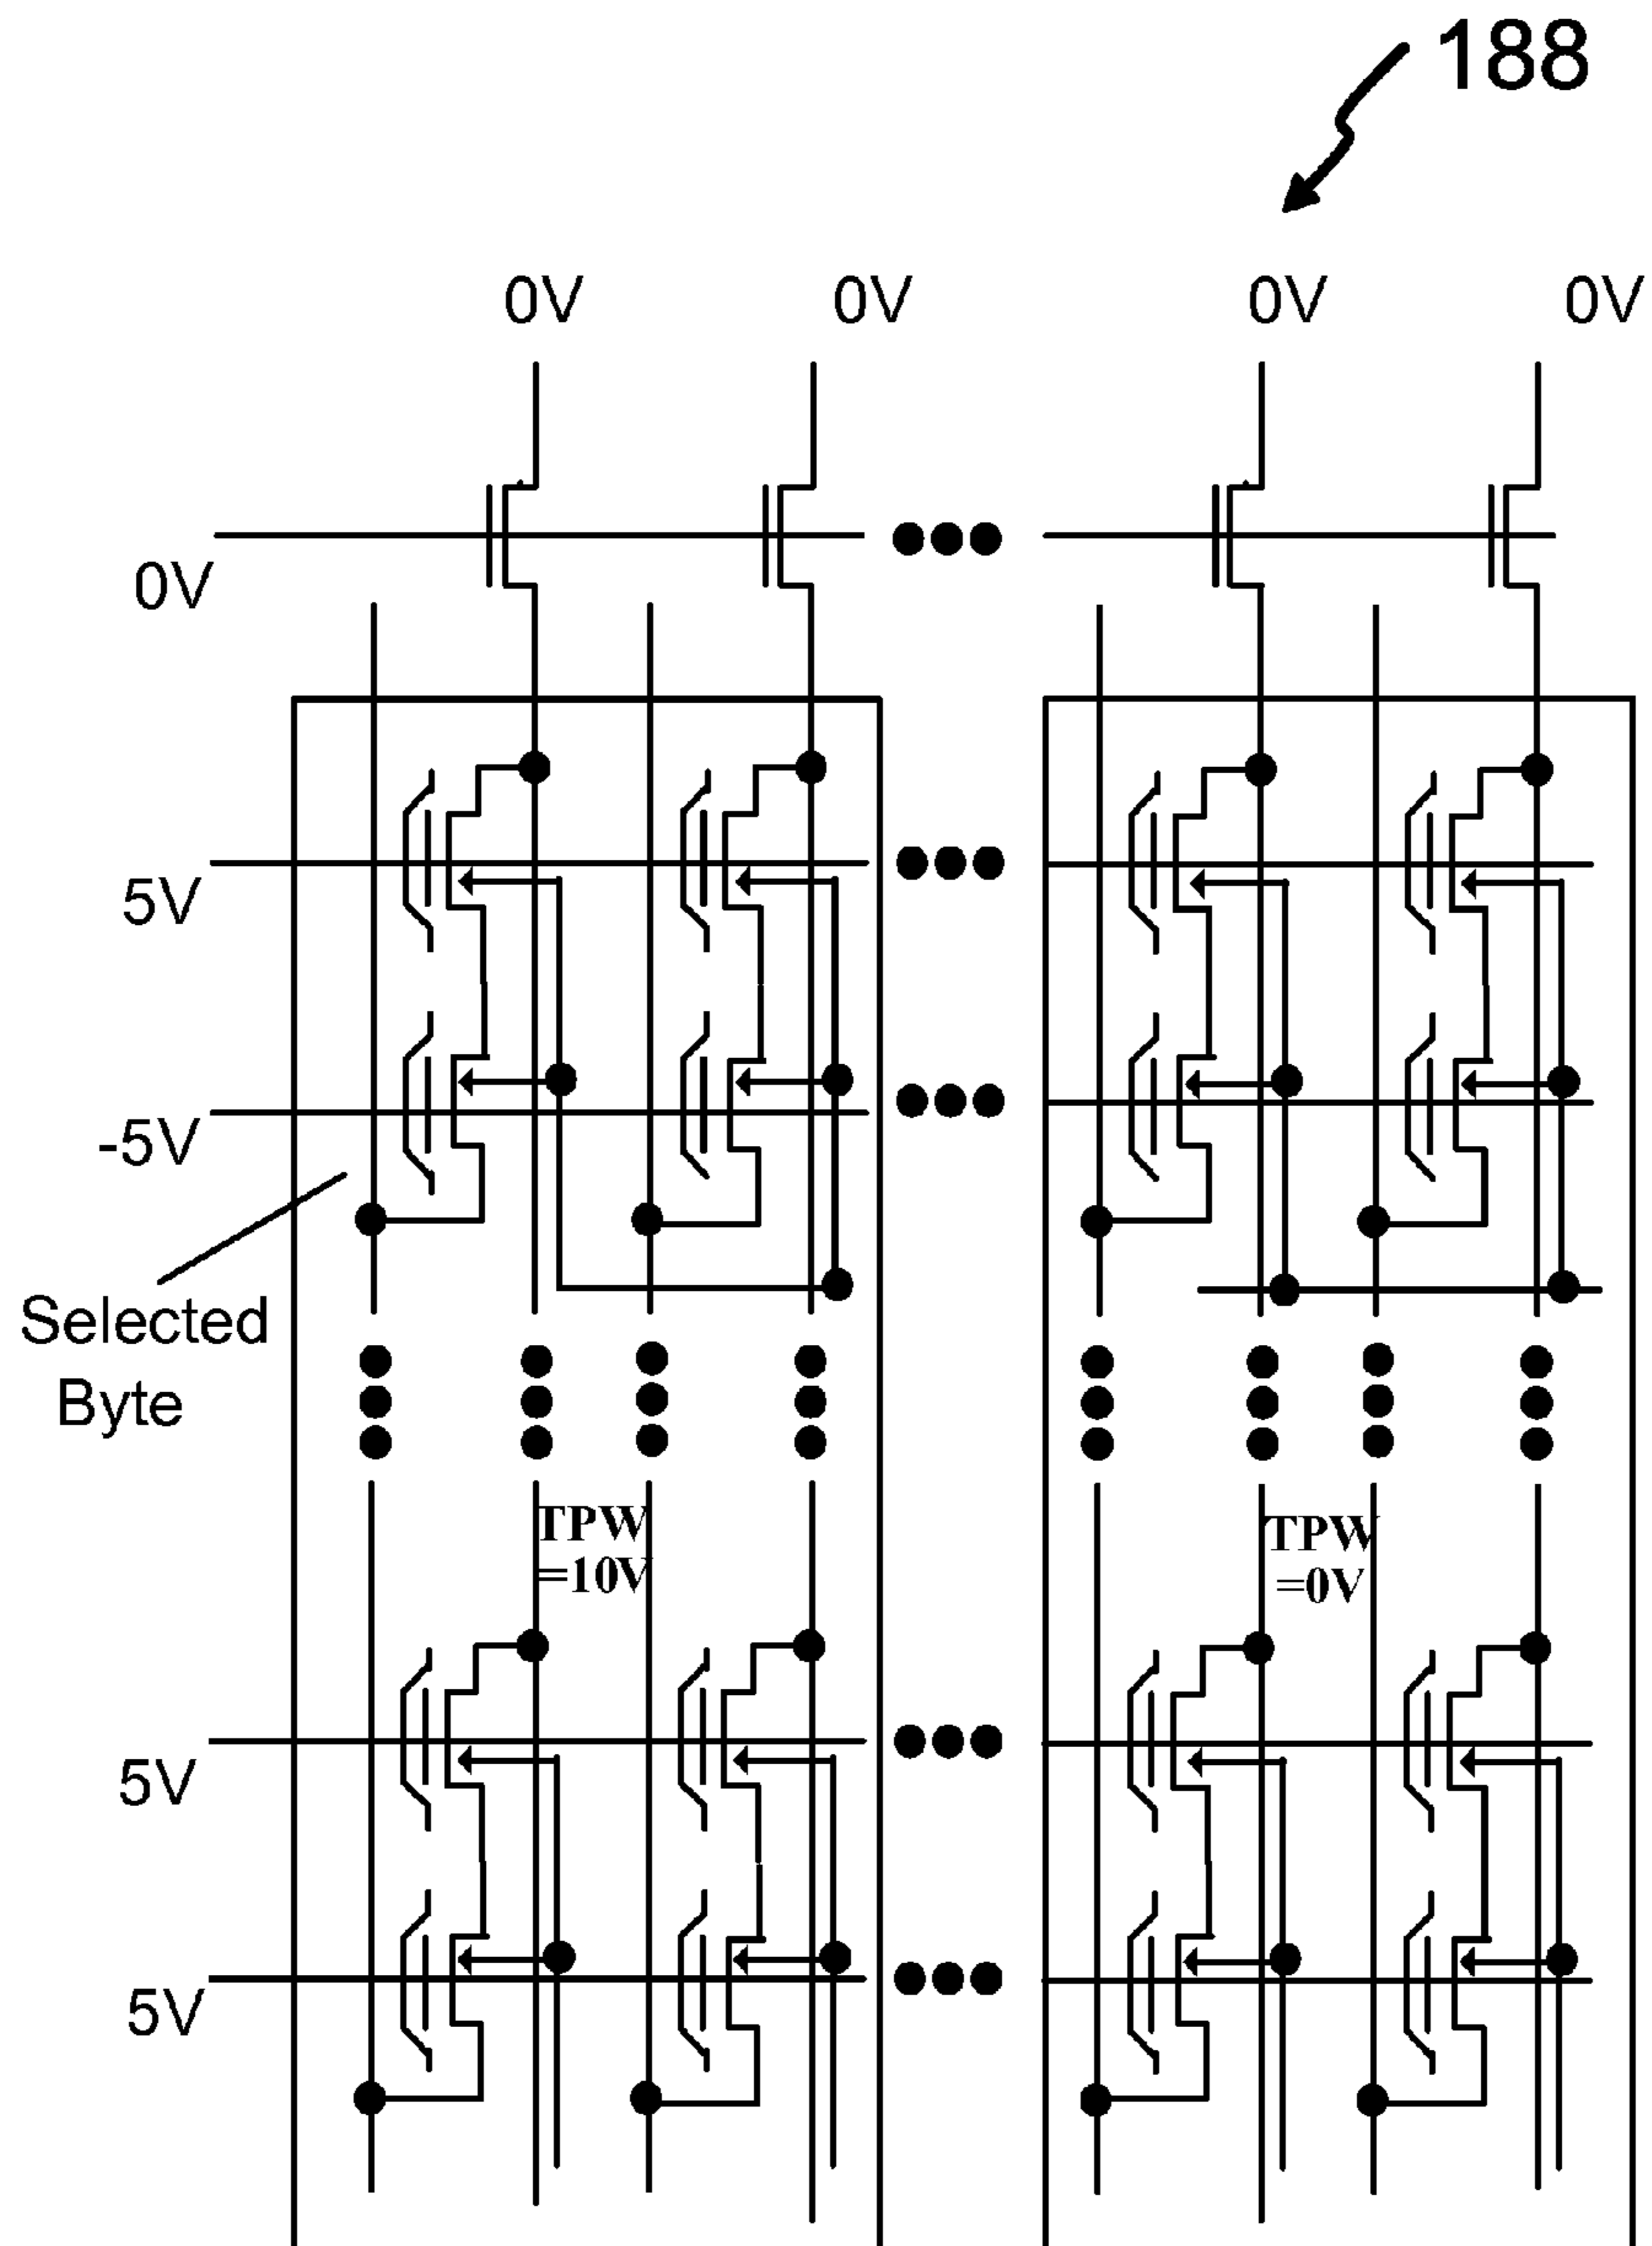 188
0V 0V 0V 0V
0V
5V
-5V
Selected
Byte
TPW
=10V
TPW
=0V
5V
5V